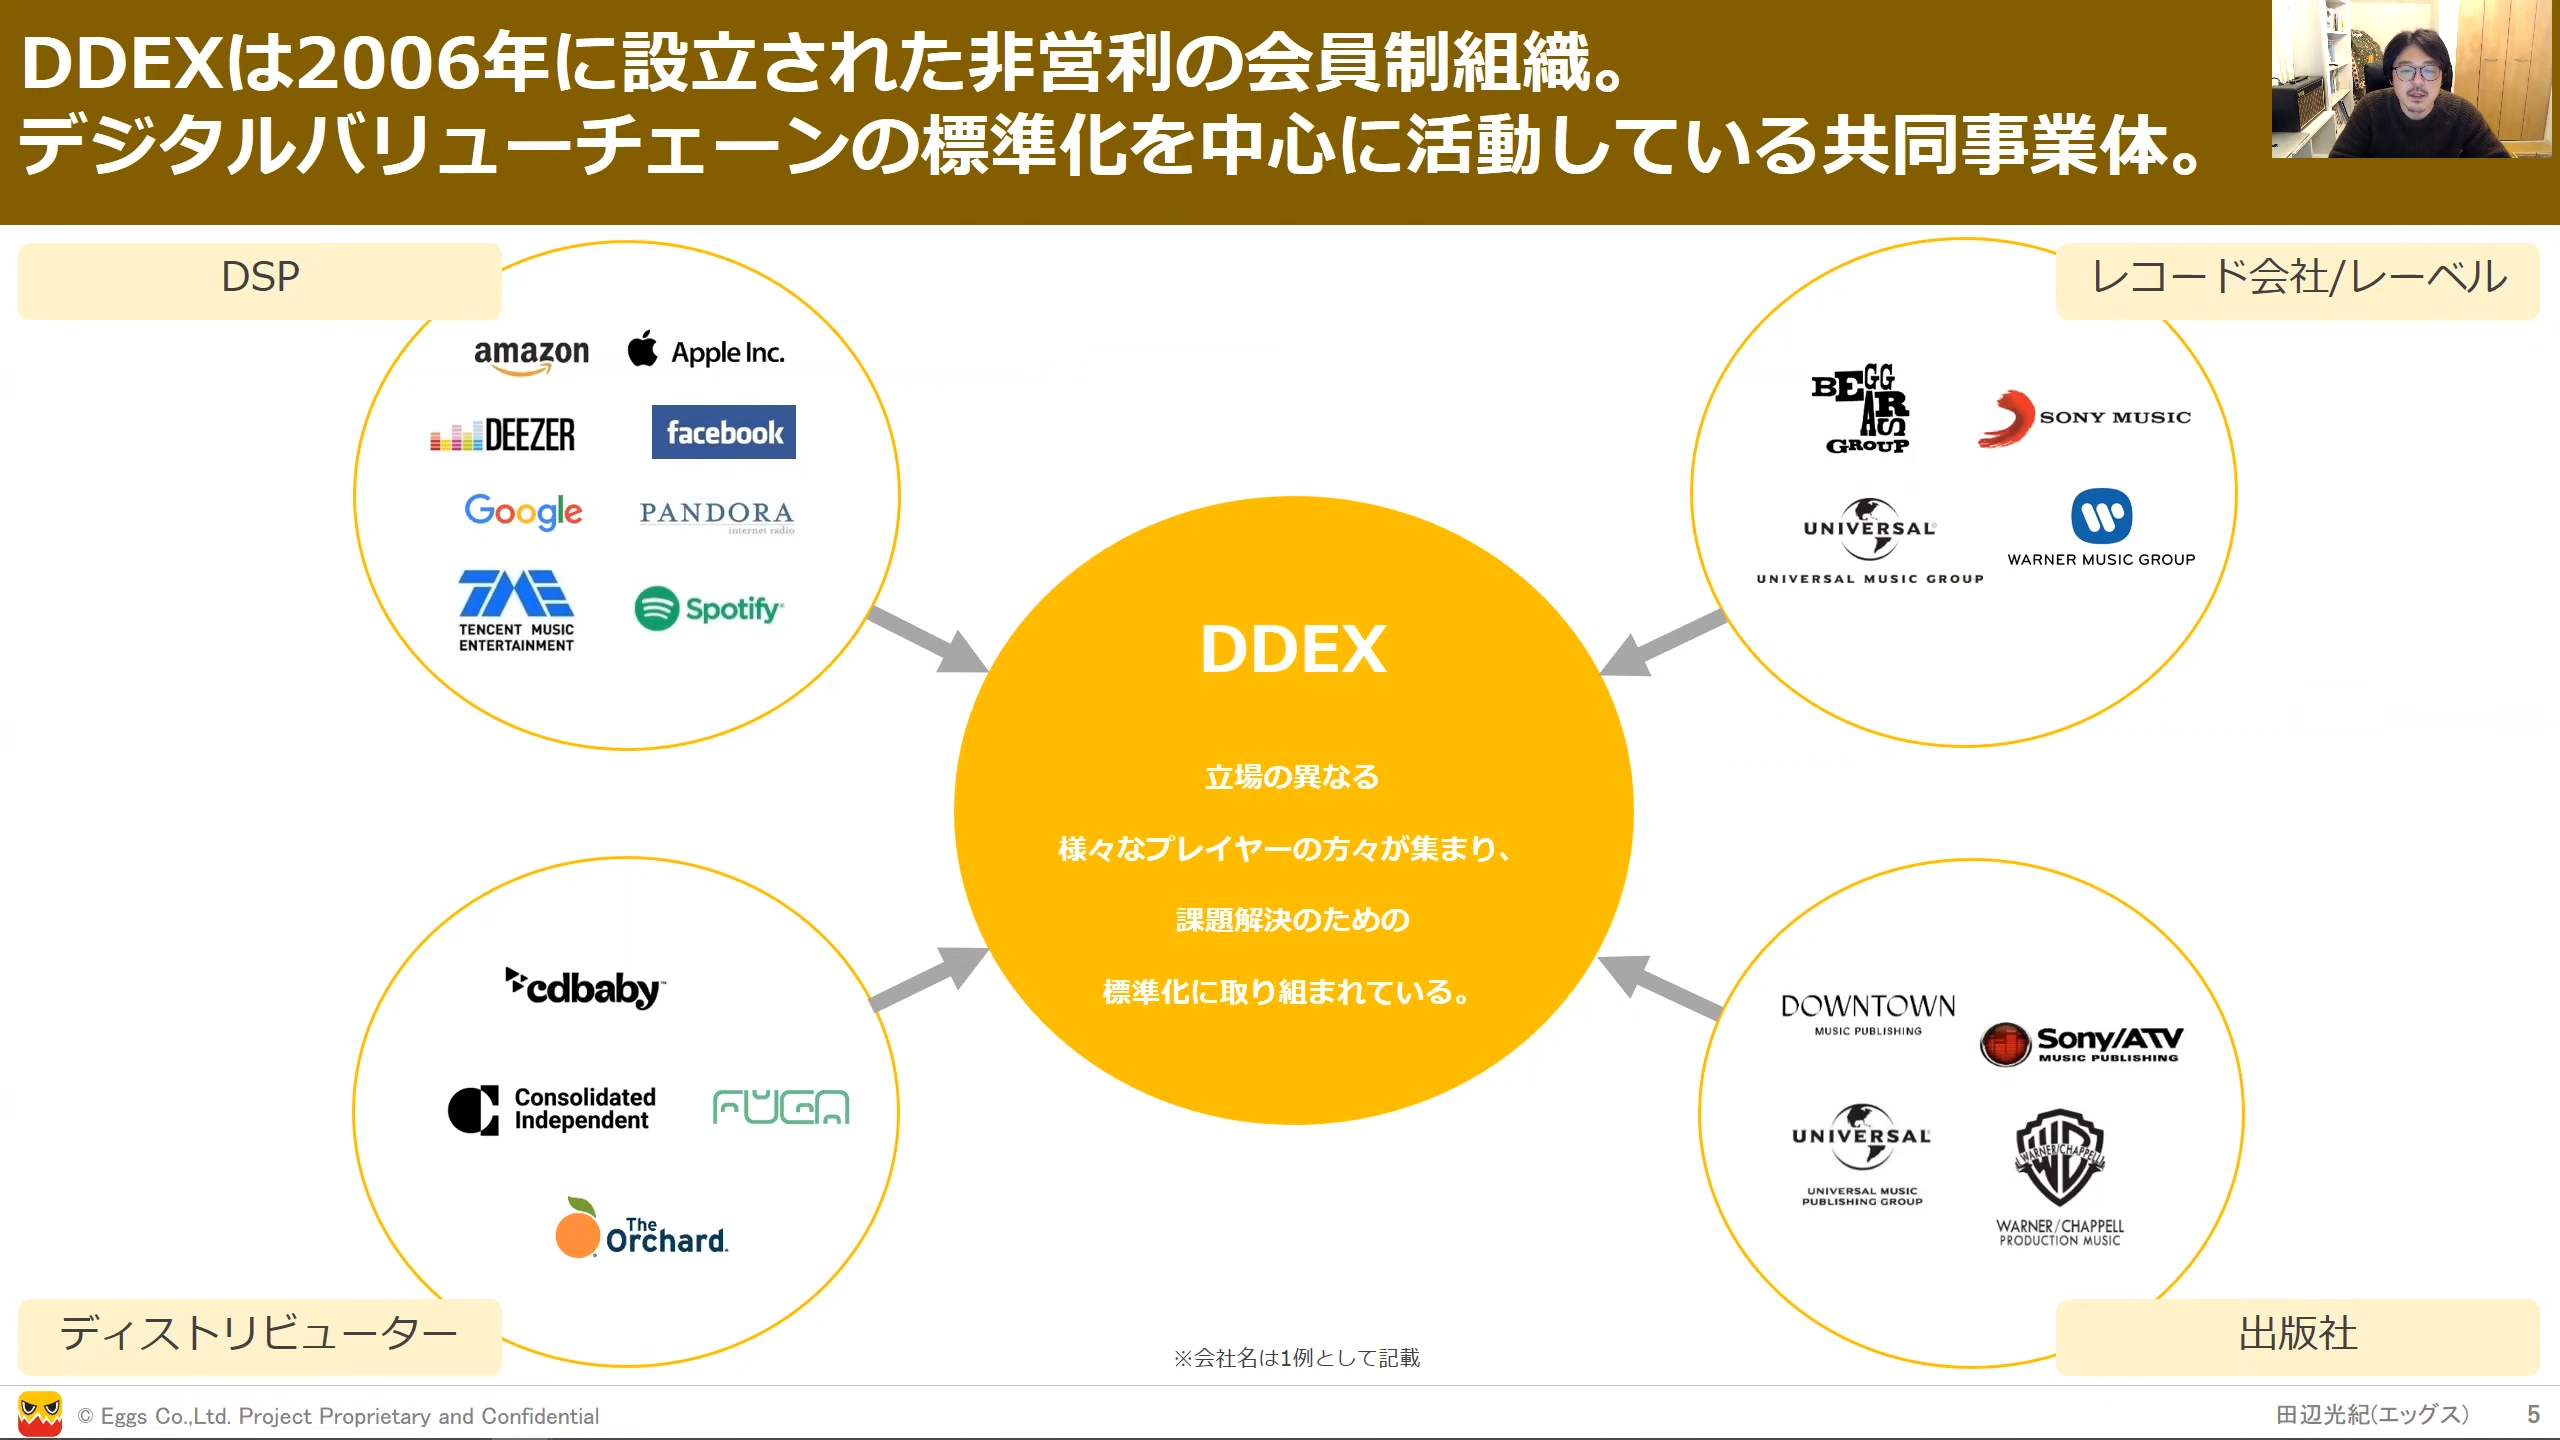 DDEXは2006年に設立された非営利の会員制組織。
デジタルバリューチェーンの標準化を中心に活動している共同事業体。
DSP
amazon
Apple Inc.
DEEZER
facebook
Google
PANDORA
internet radio
TENCENT MUSIC
ENTERTAINMENT
Spotify
レコード会社/レーベル
BEGGARS
GROUP
SONY MUSIC
UNIVERSAL
UNIVERSAL MUSIC GROUP
WARNER MUSIC GROUP
DDEX
立場の異なる
様々なプレイヤーの方々が集まり、
課題解決のための
標準化に取り組まれている。
cdbaby™
Consolidated
Independent
FUGA
The
Orchard
ディストリビューター
DOWNTOWN
MUSIC PUBLISHING
Sony/ATV
MUSIC PUBLISHING
UNIVERSAL
UNIVERSAL MUSIC
PUBLISHING GROUP
WARNER/CHAPPELL
WARNER/CHAPPELL
PRODUCTION MUSIC
出版社
※会社名は1例として記載
© Eggs Co.,Ltd. Project Proprietary and Confidential
田辺光紀(エッグス)
5